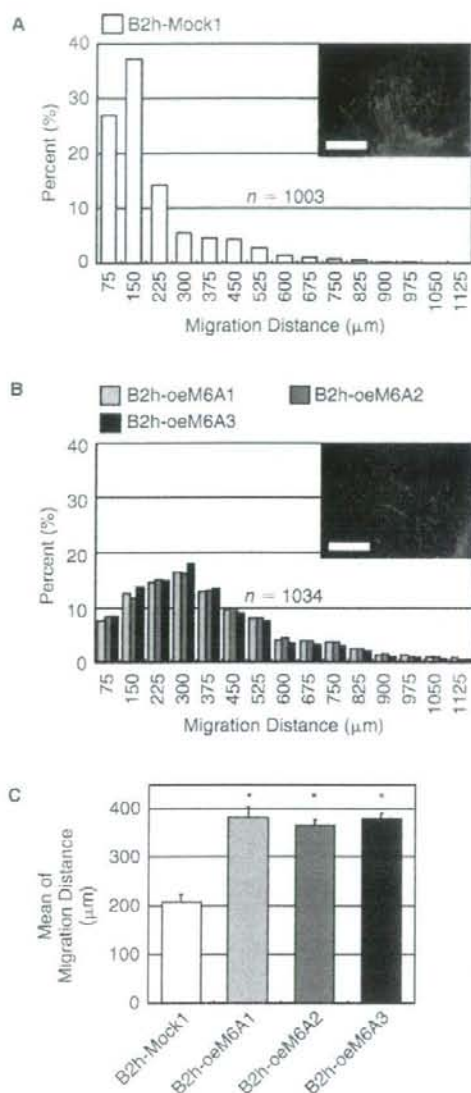 A
B2h-Mock1
Percent (%)
40
30
20
10
0
n = 1003
75 150 225 300 375 450 525 600 675 750 825 900 975 1050 1125
Migration Distance (μm)
B
B2h-oeM6A1 B2h-oeM6A2
B2h-oeM6A3
Percent (%)
40
30
20
10
0
n = 1034
75 150 225 300 375 450 525 600 675 750 825 900 975 1050 1125
Migration Distance (μm)
C
Mean of
Migration Distance
(μm)
400
300
200
100
0
* * *
B2h-Mock1
B2h-oeM6A1
B2h-oeM6A2
B2h-oeM6A3